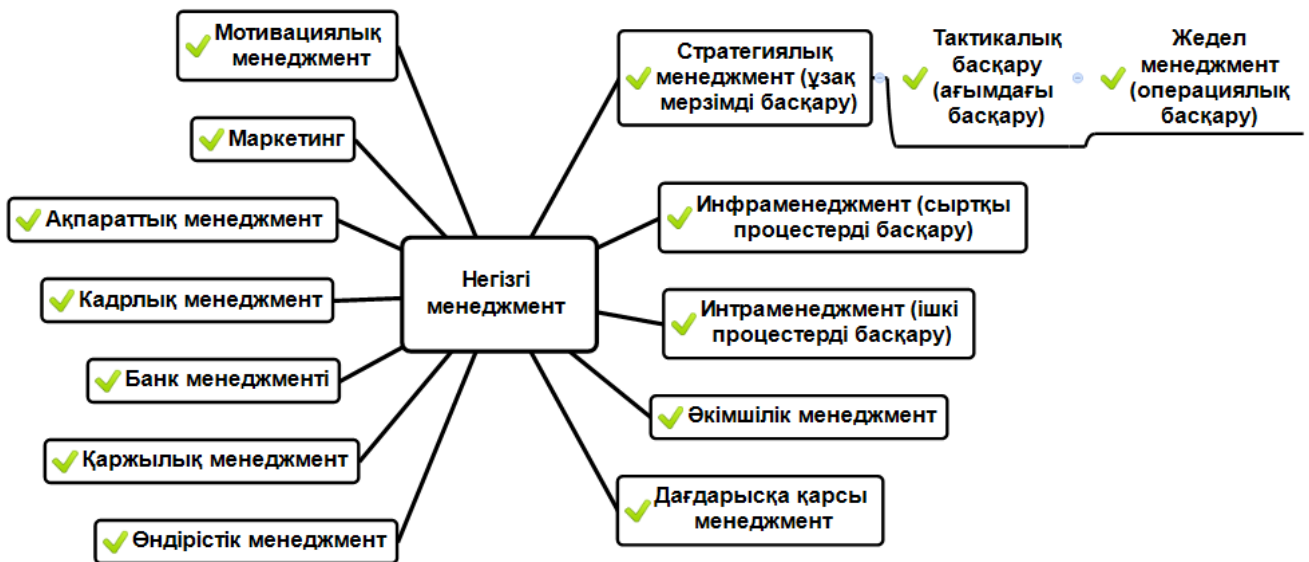 Мотивациялық
менеджмент
Маркетинг
Ақпараттық менеджмент
Кадрлық менеджмент
Банк менеджменті
Қаржылық менеджмент
Өндірістік менеджмент
Негізгі
менеджмент
Стратегиялық
менеджмент (ұзақ
мерзімді басқару)
Тактикалық
басқару
(ағымдағы
басқару)
Жедел
менеджмент
(операциялық
басқару)
Инфраменеджмент (сыртқы
процестерді басқару)
Интраменеджмент (ішкі
процестерді басқару)
Әкімшілік менеджмент
Дағдарысқа қарсы
менеджмент